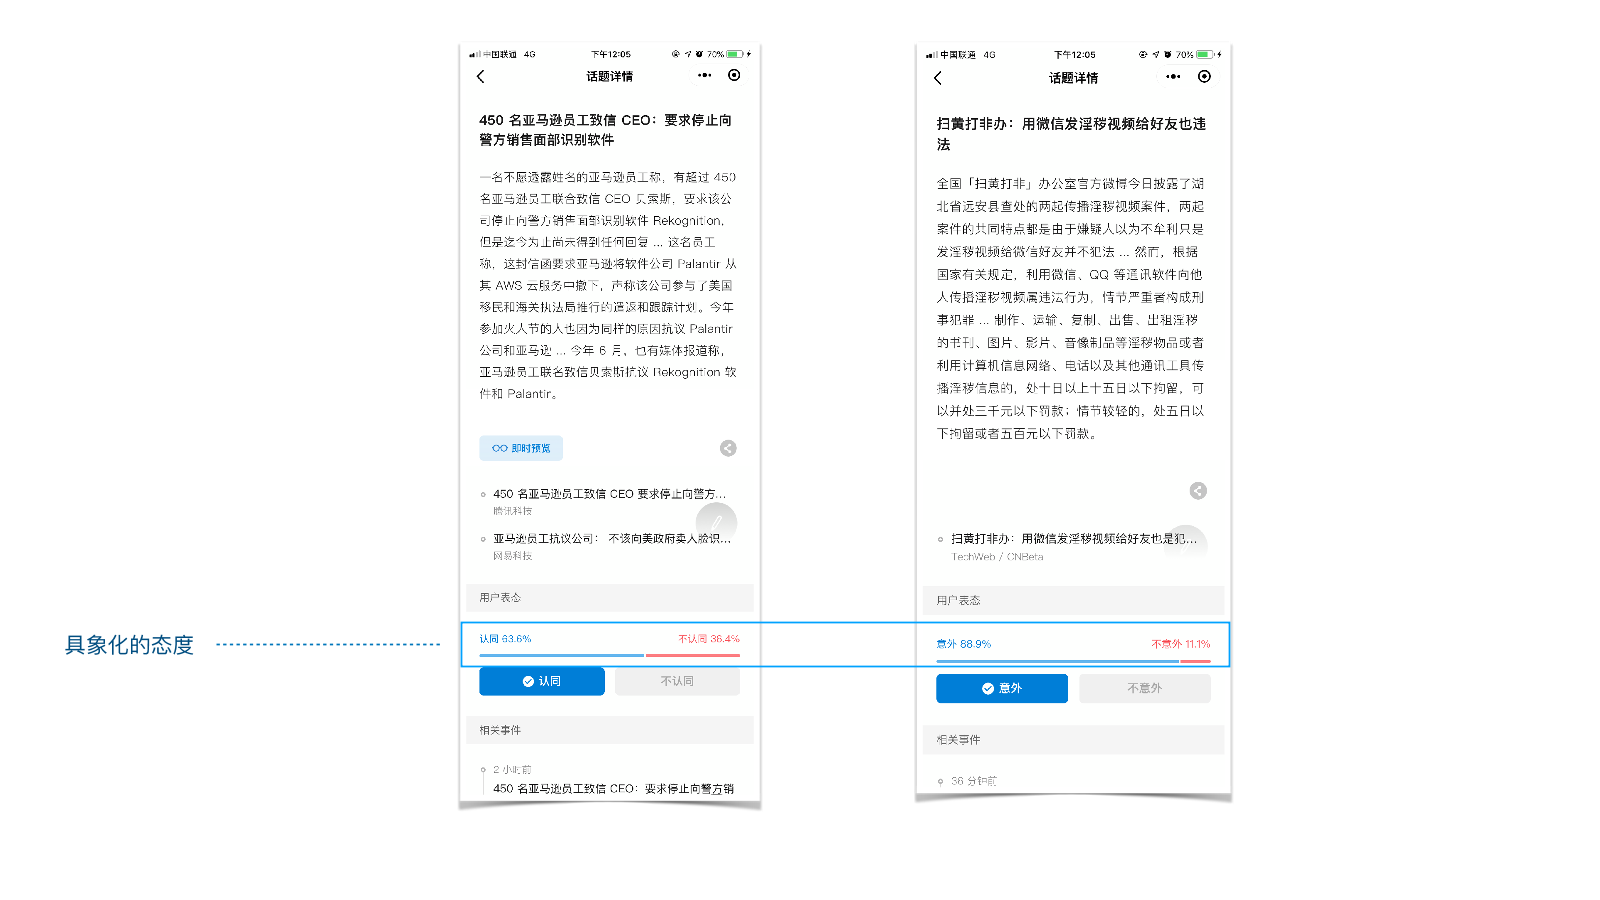 中国联通 4G 下午12:05 70%
话题详情
450 名亚马逊员工致信 CEO：要求停止向
警方销售面部识别软件
一名不愿透露姓名的亚马逊员工称，有超过 450
名亚马逊员工联合致信 CEO 贝索斯，要求该公
司停止向警方销售面部识别软件 Rekognition，
但是迄今为止尚未得到任何回复 ... 这名员工
称，这封信函要求亚马逊将软件公司 Palantir 从
其 AWS 云服务中撤下，声称该公司参与了美国
移民和海关执法局推行的遣返和跟踪计划。今年
参加火人节的人也因为同样的原因抗议 Palantir
公司和亚马逊 ... 今年 6 月，也有媒体报道称，
亚马逊员工联名致信贝索斯抗议 Rekognition 软
件和 Palantir。
即时预览
450 名亚马逊员工致信 CEO 要求停止向警方...
腾讯科技
亚马逊员工抗议公司： 不该向美政府卖人脸识...
网易科技
用户表态
认同 63.6% 不认同 36.4%
认同 不认同
相关事件
2 小时前
450 名亚马逊员工致信 CEO：要求停止向警方销
中国联通 4G 下午12:05 70%
话题详情
扫黄打非办：用微信发淫秽视频给好友也违
法
全国「扫黄打非」办公室官方微博今日披露了湖
北省远安县查处的两起传播淫秽视频案件，两起
案件的共同特点都是由于嫌疑人以为不牟利只是
发淫秽视频给微信好友并不犯法 ... 然而，根据
国家有关规定，利用微信、QQ 等通讯软件向他
人传播淫秽视频属违法行为，情节严重者构成刑
事犯罪 ... 制作、运输、复制、出售、出租淫秽
的书刊、图片、影片、音像制品等淫秽物品或者
利用计算机信息网络、电话以及其他通讯工具传
播淫秽信息的，处十日以上十五日以下拘留，可
以并处三千元以下罚款；情节较轻的，处五日以
下拘留或者五百元以下罚款。
扫黄打非办：用微信发淫秽视频给好友也是犯...
TechWeb / CNBeta
用户表态
意外 88.9% 不意外 11.1%
意外 不意外
相关事件
36 分钟前
具象化的态度